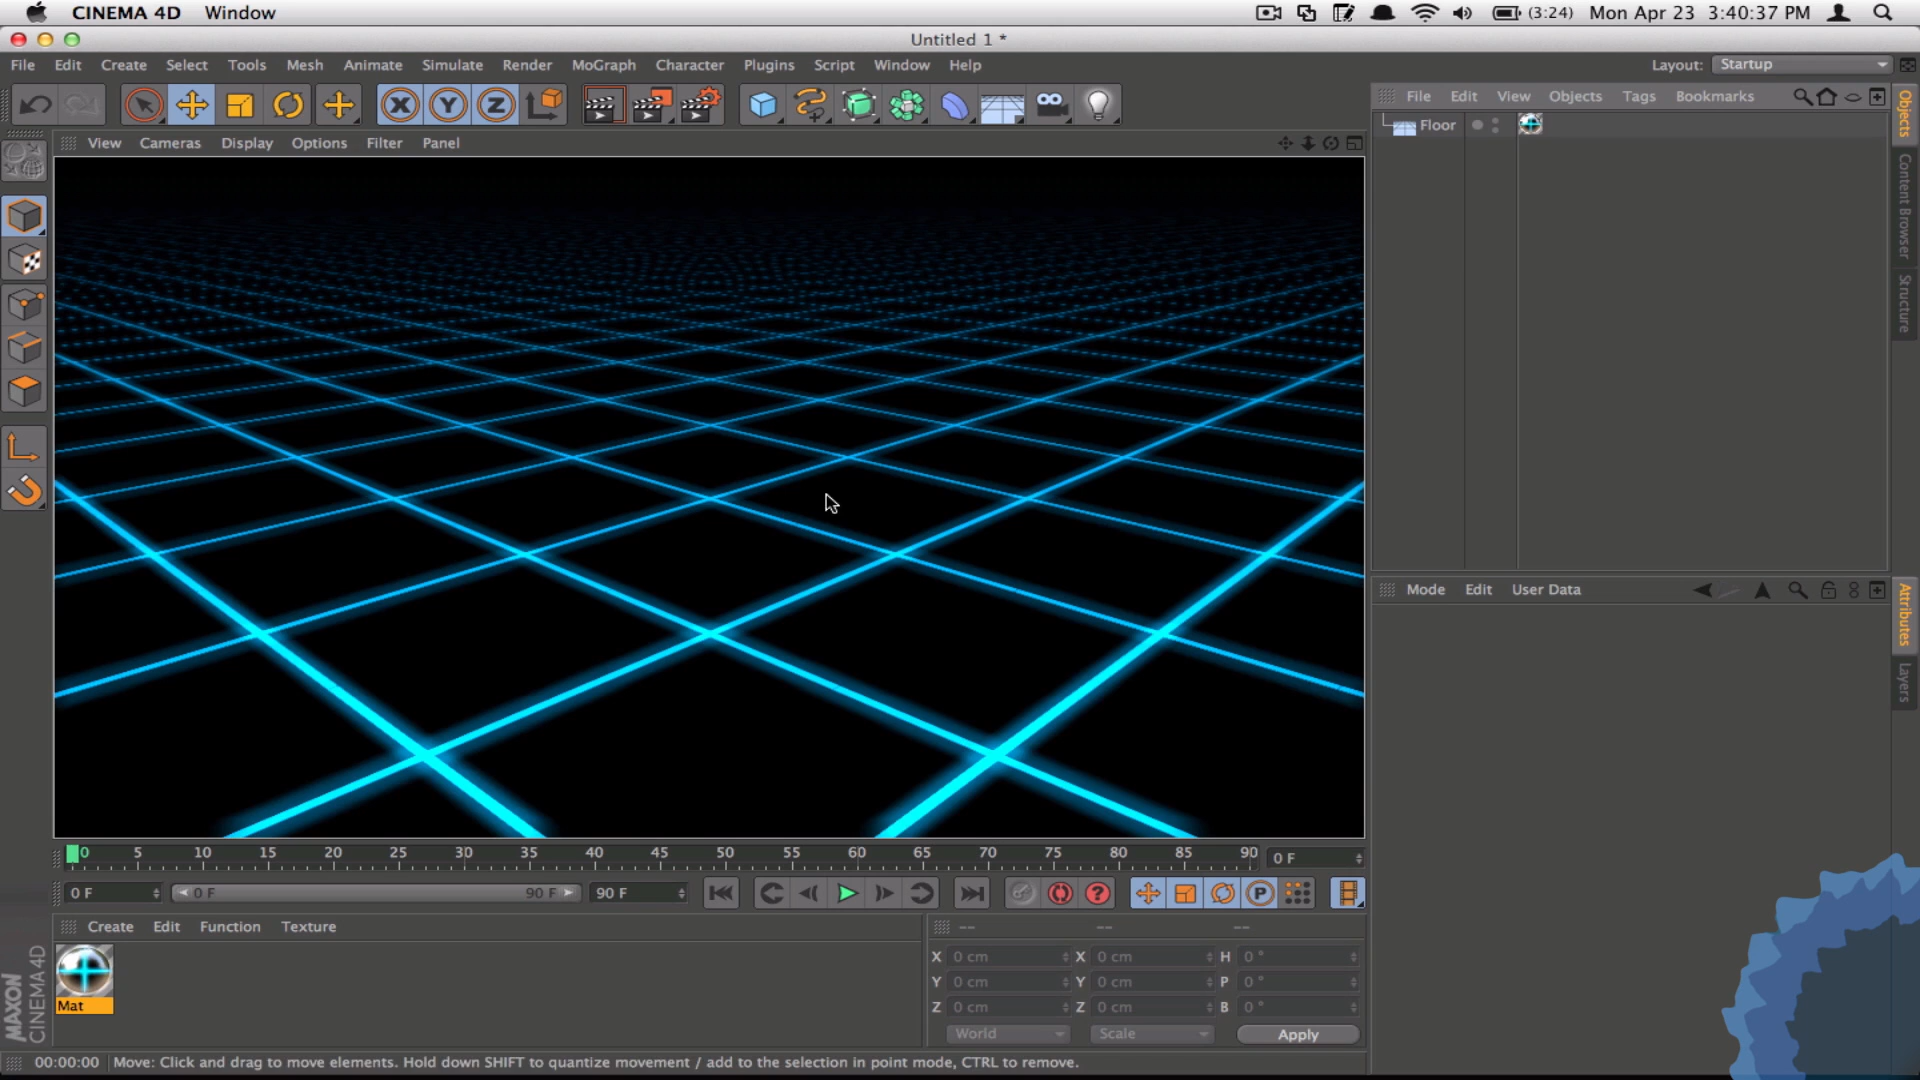 CINEMA 4D Window (3:24) Mon Apr 23 3:40:37 PM
Untitled 1 *
File Edit Create Select Tools Mesh Animate Simulate Render MoGraph Character Plugins Script Window Help Layout: Startup
X Y Z
File Edit View Objects Tags Bookmarks
View Cameras Display Options Filter Panel
Floor
Objects
Content Browser
Structure
Mode Edit User Data
Attributes
Layers
0 5 10 15 20 25 30 35 40 45 50 55 60 65 70 75 80 85 90 0 F
0 F 0 F 90 F 90 F ? P
Create Edit Function Texture -- -- --
X 0 cm X 0 cm H 0 °
Y 0 cm Y 0 cm P 0 °
Z 0 cm Z 0 cm B 0 °
Mat
World Scale Apply
MAXON
CINEMA 4D
00:00:00 Move: Click and drag to move elements. Hold down SHIFT to quantize movement / add to the selection in point mode, CTRL to remove.